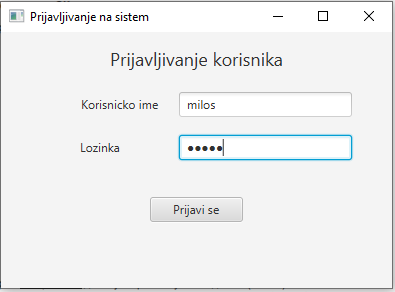 Prijavljivanje na sistem
Prijavljivanje korisnika
Korisnicko ime milos
Lozinka ●●●●●
Prijavi se